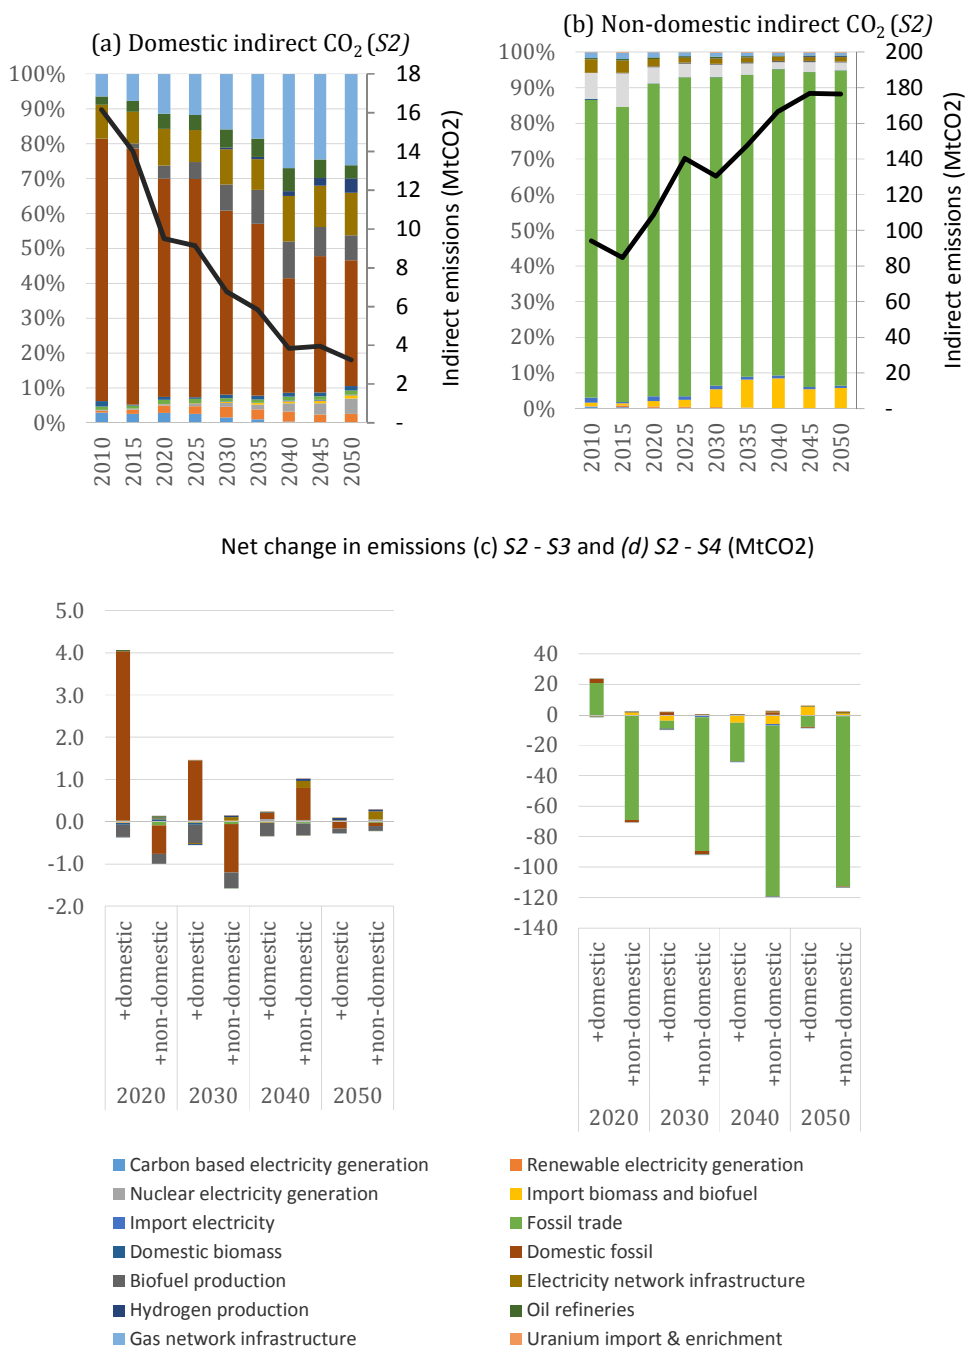 (a) Domestic indirect CO₂ (S2)
100%
90%
80%
70%
60%
50%
40%
30%
20%
10%
0%
18
16
14
12
10
8
6
4
2
-
Indirect emissions (MtCO2)
2010
2015
2020
2025
2030
2035
2040
2045
2050
(b) Non-domestic indirect CO₂ (S2)
100%
90%
80%
70%
60%
50%
40%
30%
20%
10%
0%
200
180
160
140
120
100
80
60
40
20
-
Indirect emissions (MtCO2)
2010
2015
2020
2025
2030
2035
2040
2045
2050
Net change in emissions (c) S2 - S3 and (d) S2 - S4 (MtCO2)
5.0
4.0
3.0
2.0
1.0
0.0
-1.0
-2.0
+domestic
+non-domestic
+domestic
+non-domestic
+domestic
+non-domestic
+domestic
+non-domestic
2020
2030
2040
2050
40
20
0
-20
-40
-60
-80
-100
-120
-140
+domestic
+non-domestic
+domestic
+non-domestic
+domestic
+non-domestic
+domestic
+non-domestic
2020
2030
2040
2050
Carbon based electricity generation
Renewable electricity generation
Nuclear electricity generation
Import biomass and biofuel
Import electricity
Fossil trade
Domestic biomass
Domestic fossil
Biofuel production
Electricity network infrastructure
Hydrogen production
Oil refineries
Gas network infrastructure
Uranium import & enrichment